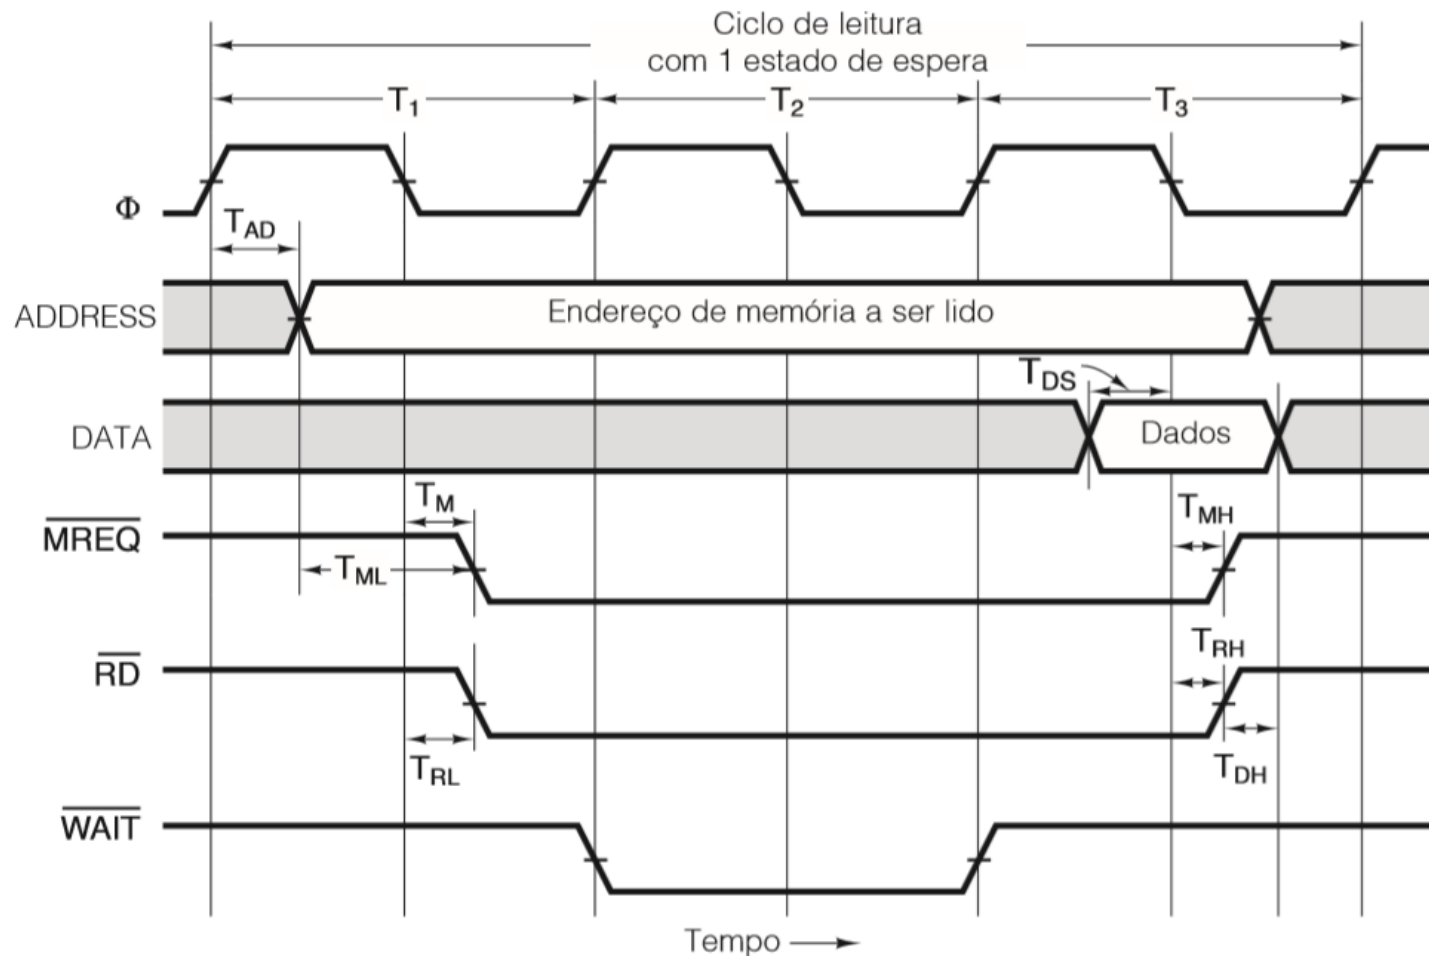 Ciclo de leitura
com 1 estado de espera
T1
T2
T3
Φ
TAD
ADDRESS
Endereço de memória a ser lido
TDS
DATA
Dados
TM
TMH
MREQ
TML
TRH
RD
TRL
TDH
WAIT
Tempo